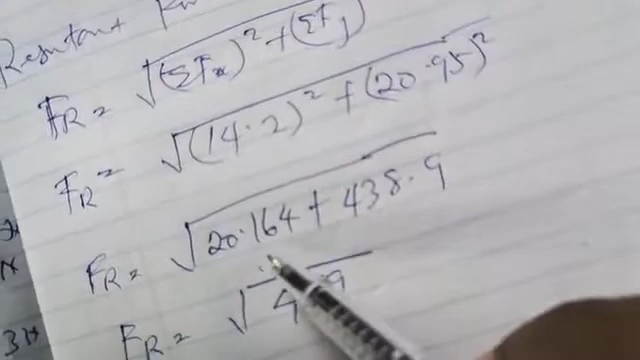 Resultant
FR = √(ΣFx)² + (ΣFy
FR = √(14.2)² + (20.95)²
FR = √20.164 + 438.9
FR = √4 9